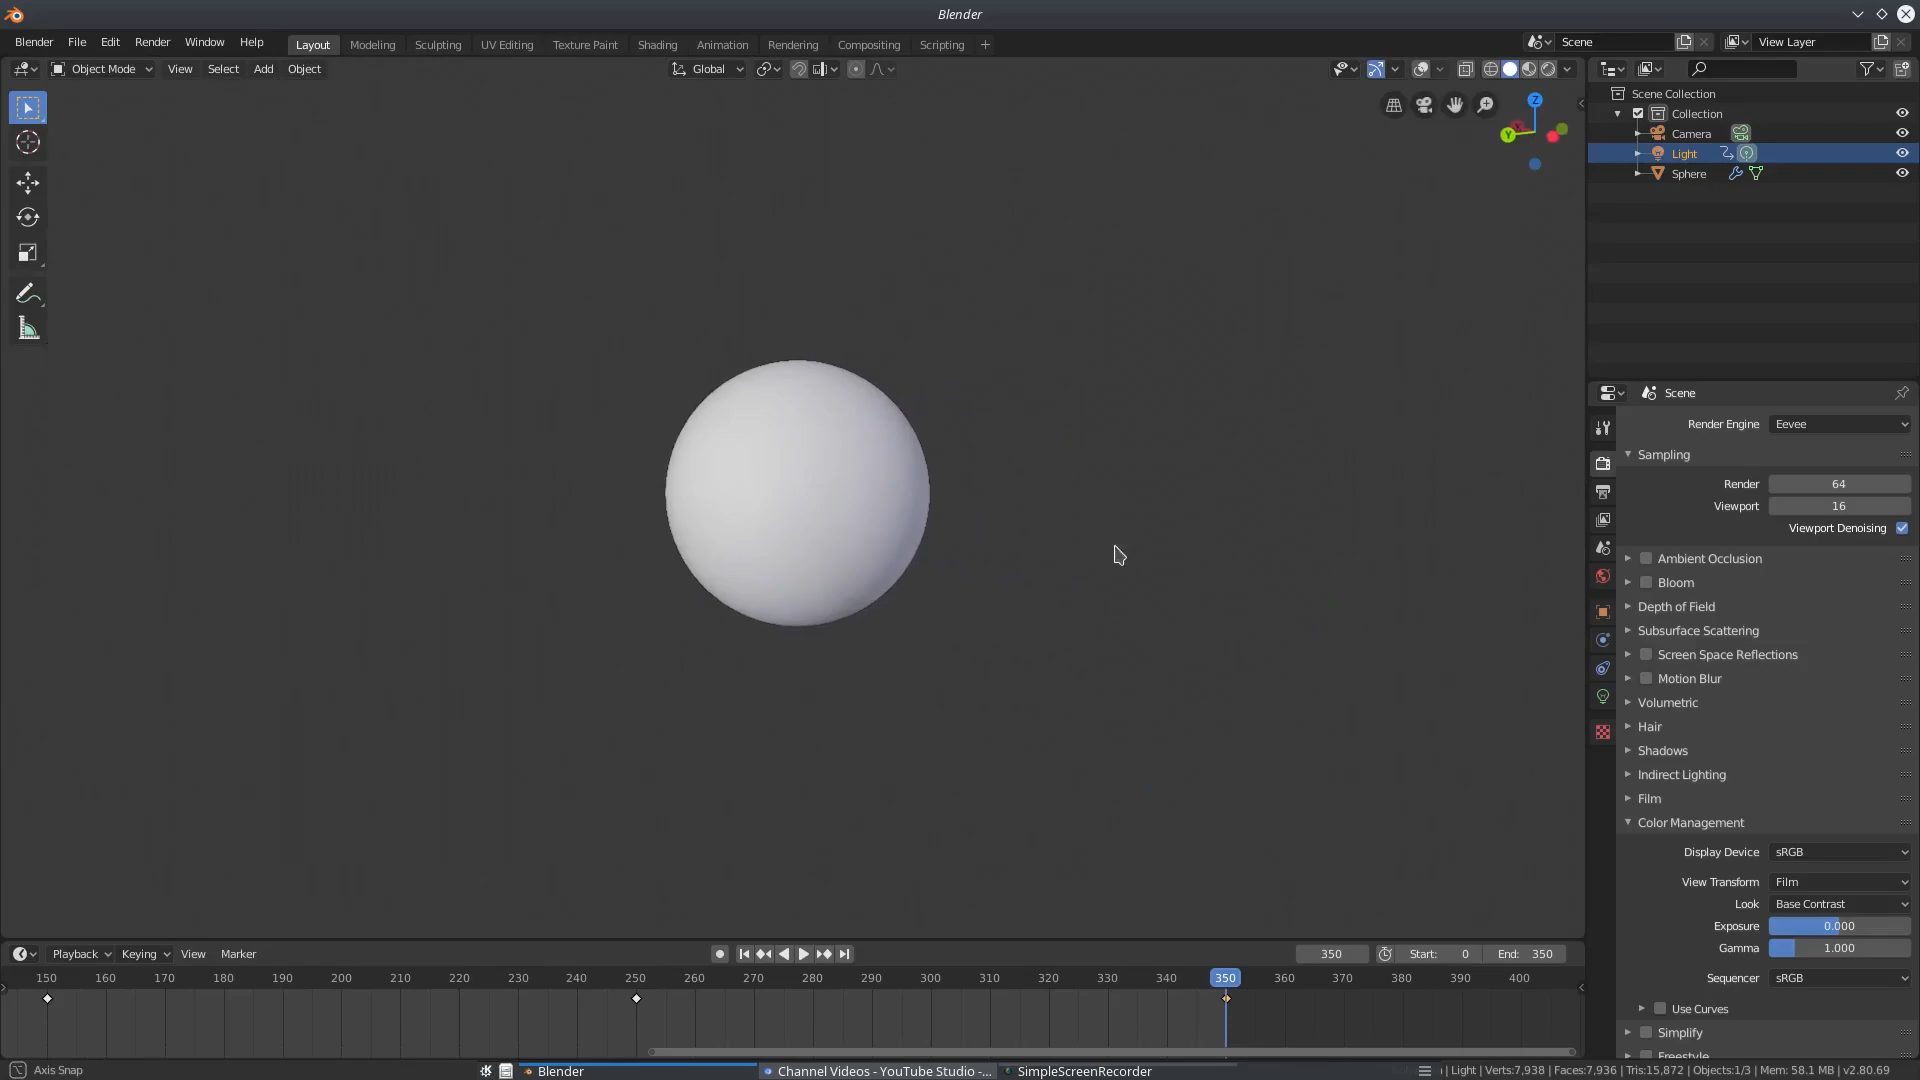 Blender
Blender File Edit Render Window Help
Layout Modeling Sculpting UV Editing Texture Paint Shading Animation Rendering Compositing Scripting +
Scene
View Layer
Object Mode View Select Add Object
Global
Z
Y
X
Scene Collection
Collection
Camera
Light
Sphere
Scene
Render Engine Eevee
Sampling
Render 64
Viewport 16
Viewport Denoising
Ambient Occlusion
Bloom
Depth of Field
Subsurface Scattering
Screen Space Reflections
Motion Blur
Volumetric
Hair
Shadows
Indirect Lighting
Film
Color Management
Display Device sRGB
View Transform Film
Look Base Contrast
Exposure 0.000
Gamma 1.000
Sequencer sRGB
Use Curves
Simplify
Freestyle
Playback Keying View Marker
350 Start: 0 End: 350
150 160 170 180 190 200 210 220 230 240 250 260 270 280 290 300 310 320 330 340 350 360 370 380 390 400
Axis Snap
Blender
Channel Videos - YouTube Studio -...
SimpleScreenRecorder
| Light | Verts:7,938 | Faces:7,936 | Tris:15,872 | Objects:1/3 | Mem: 58.1 MB | v2.80.69